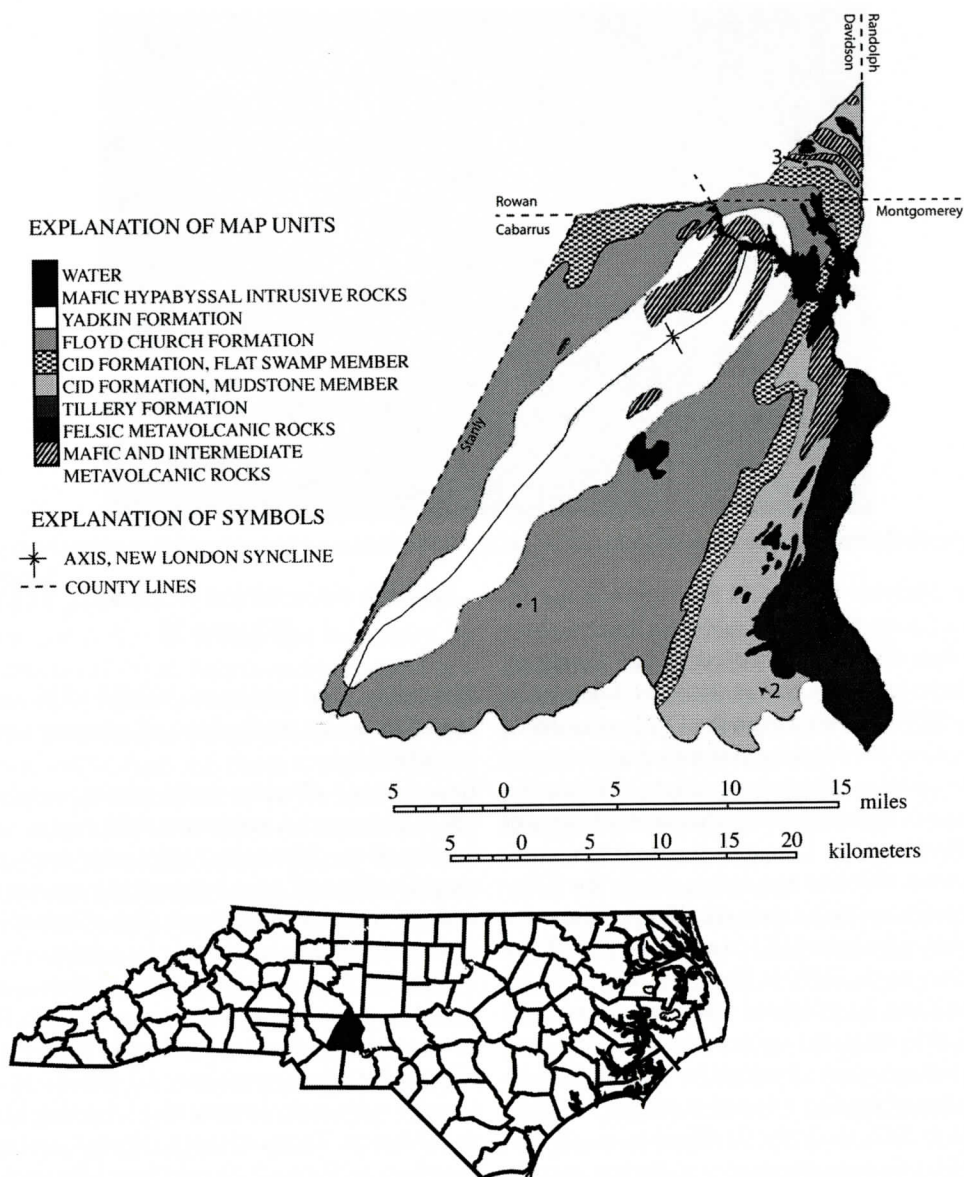 Randolph
Davidson
3
Rowan
Cabarrus
Montgomerey
EXPLANATION OF MAP UNITS
WATER
MAFIC HYPABYSSAL INTRUSIVE ROCKS
YADKIN FORMATION
FLOYD CHURCH FORMATION
CID FORMATION, FLAT SWAMP MEMBER
CID FORMATION, MUDSTONE MEMBER
TILLERY FORMATION
FELSIC METAVOLCANIC ROCKS
MAFIC AND INTERMEDIATE
METAVOLCANIC ROCKS
Stanly
EXPLANATION OF SYMBOLS
AXIS, NEW LONDON SYNCLINE
COUNTY LINES
1
2
5 0 5 10 15
miles
5 0 5 10 15 20
kilometers